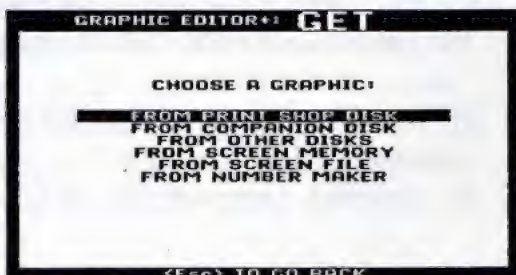 GRAPHIC EDITOR+: GET
CHOOSE A GRAPHIC:
FROM PRINT SHOP DISK
FROM COMPANION DISK
FROM OTHER DISKS
FROM SCREEN MEMORY
FROM SCREEN FILE
FROM NUMBER MAKER
<Esc> TO GO BACK